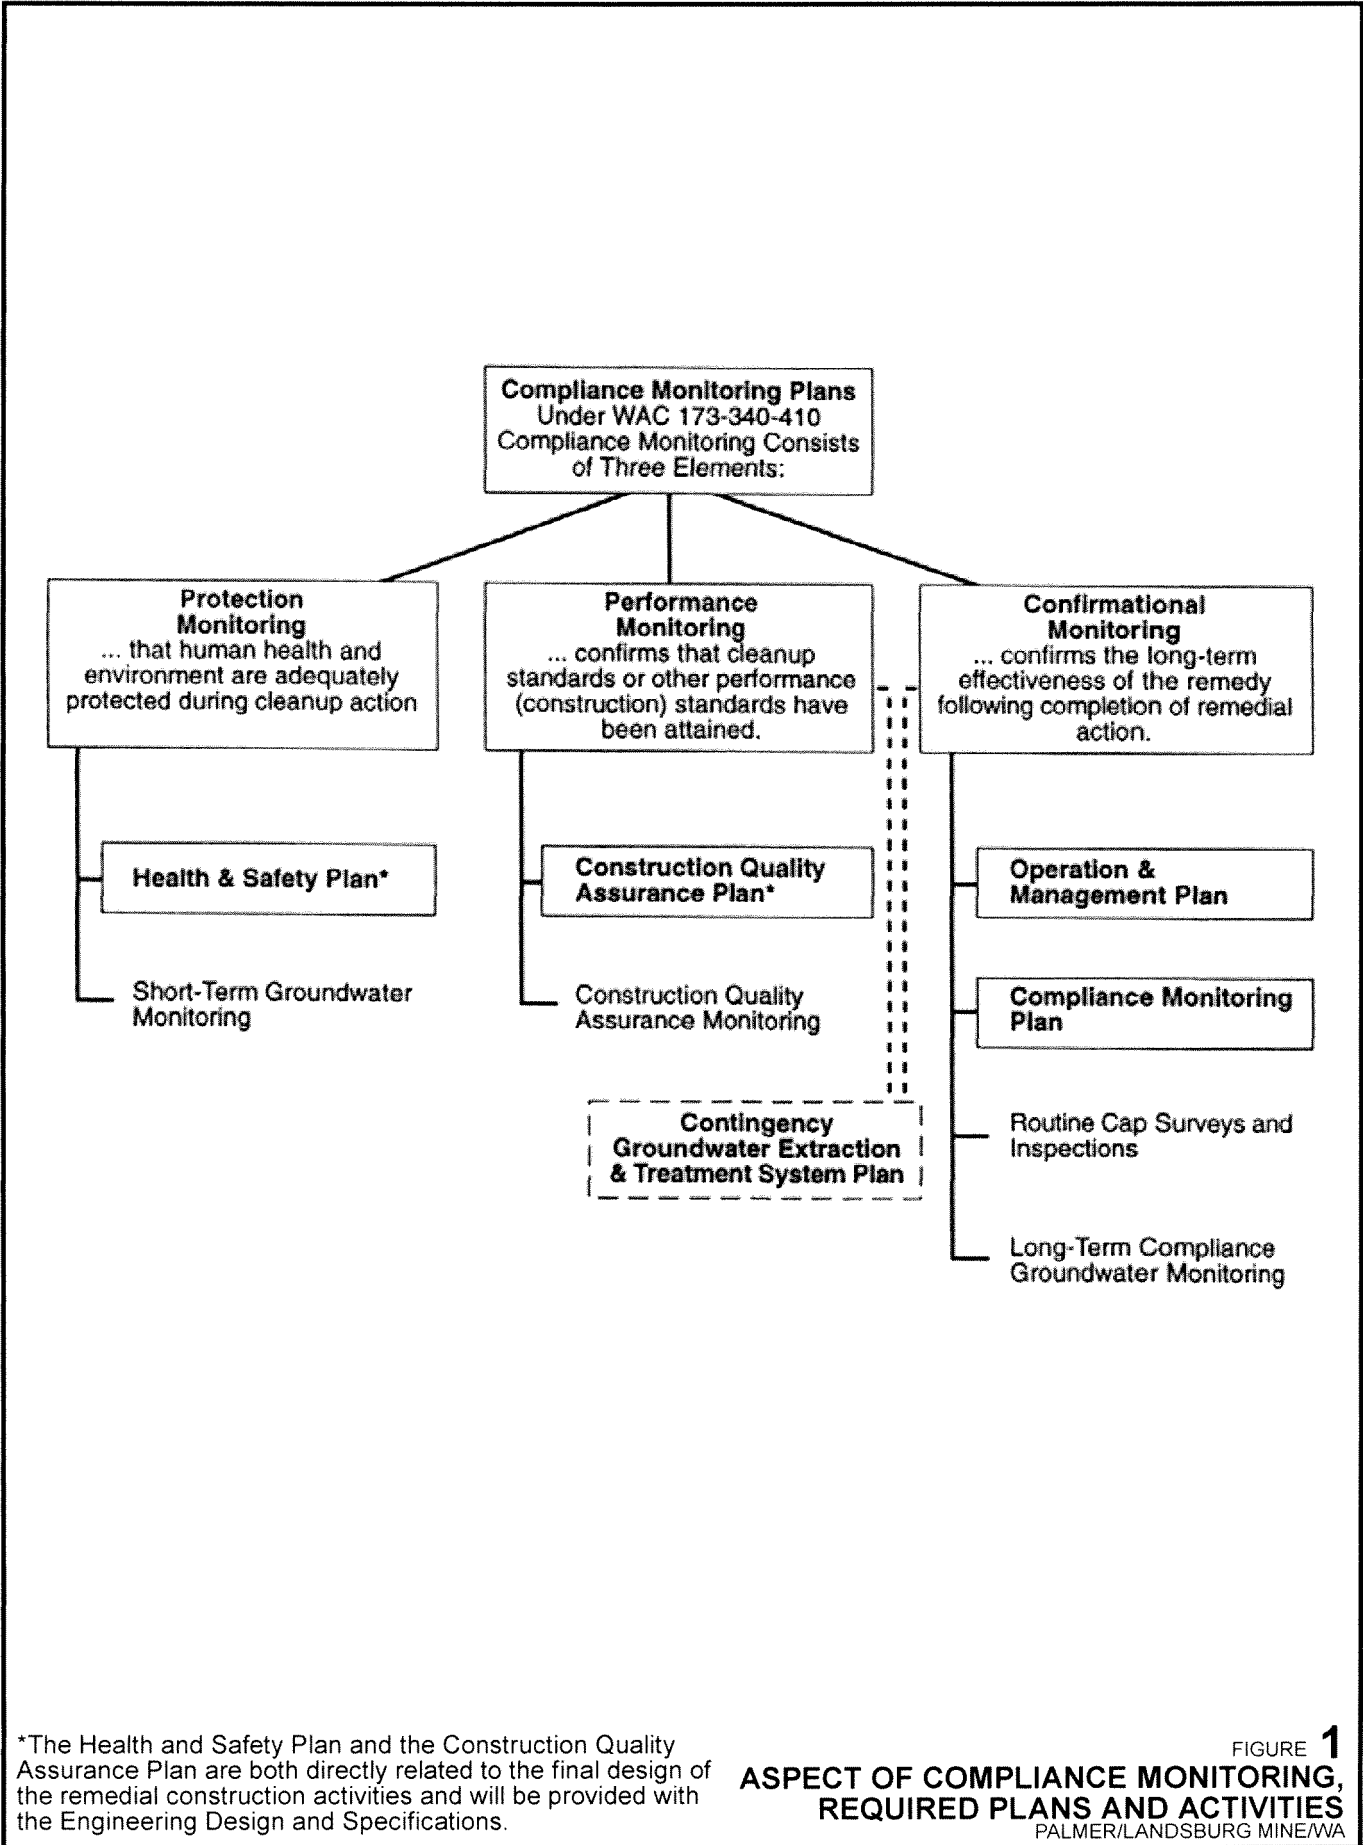 Compliance Monitoring Plans
Under WAC 173-340-410
Compliance Monitoring Consists
of Three Elements:
Protection
Monitoring
... that human health and
environment are adequately
protected during cleanup action
Performance
Monitoring
... confirms that cleanup
standards or other performance
(construction) standards have
been attained.
Confirmational
Monitoring
... confirms the long-term
effectiveness of the remedy
following completion of remedial
action.
Health & Safety Plan*
Short-Term Groundwater
Monitoring
Construction Quality
Assurance Plan*
Construction Quality
Assurance Monitoring
Contingency
Groundwater Extraction
& Treatment System Plan
Operation &
Management Plan
Compliance Monitoring
Plan
Routine Cap Surveys and
Inspections
Long-Term Compliance
Groundwater Monitoring
*The Health and Safety Plan and the Construction Quality
Assurance Plan are both directly related to the final design of
the remedial construction activities and will be provided with
the Engineering Design and Specifications.
FIGURE 1
ASPECT OF COMPLIANCE MONITORING,
REQUIRED PLANS AND ACTIVITIES
PALMER/LANDSBURG MINE/WA